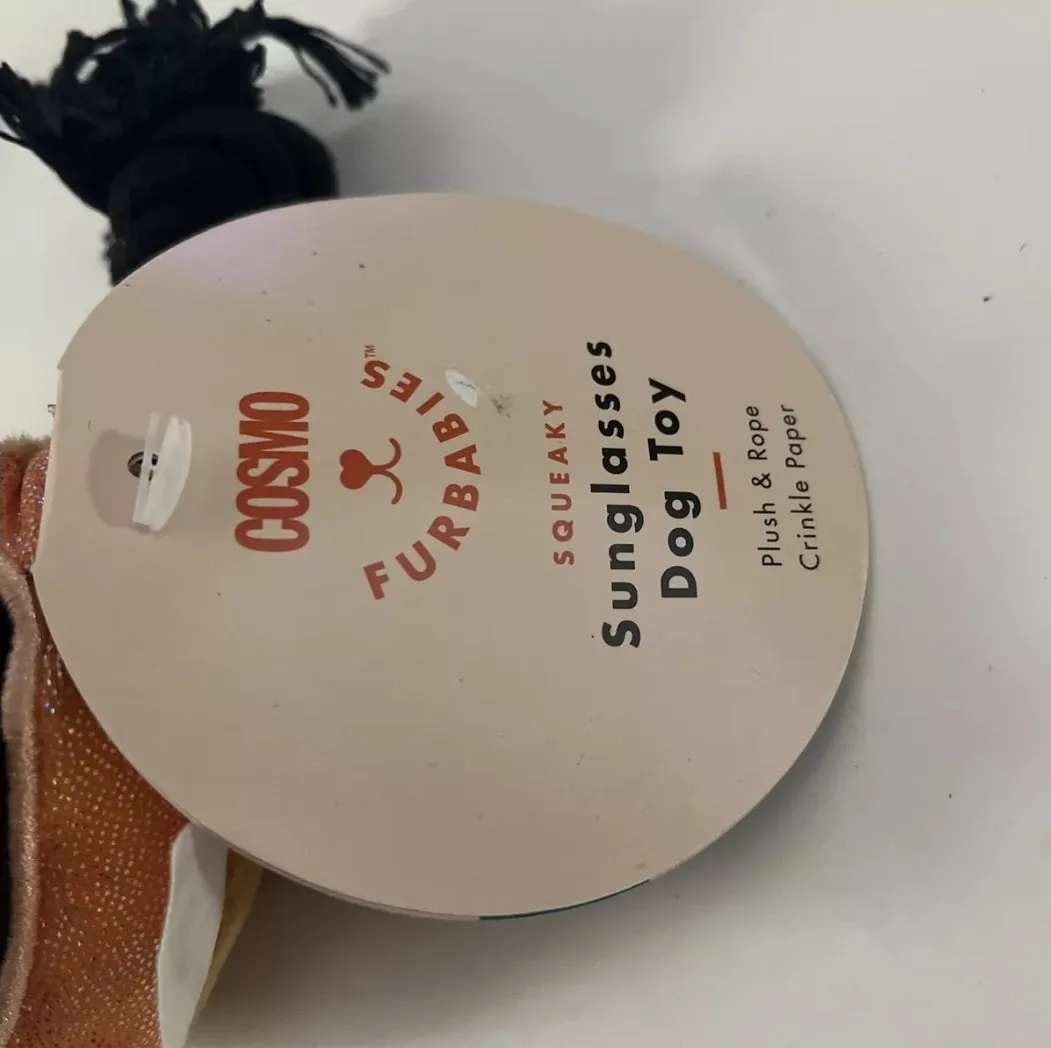 COSMO
FURBABIES™
SQUEAKY
Sunglasses
Dog Toy
Plush & Rope
Crinkle Paper